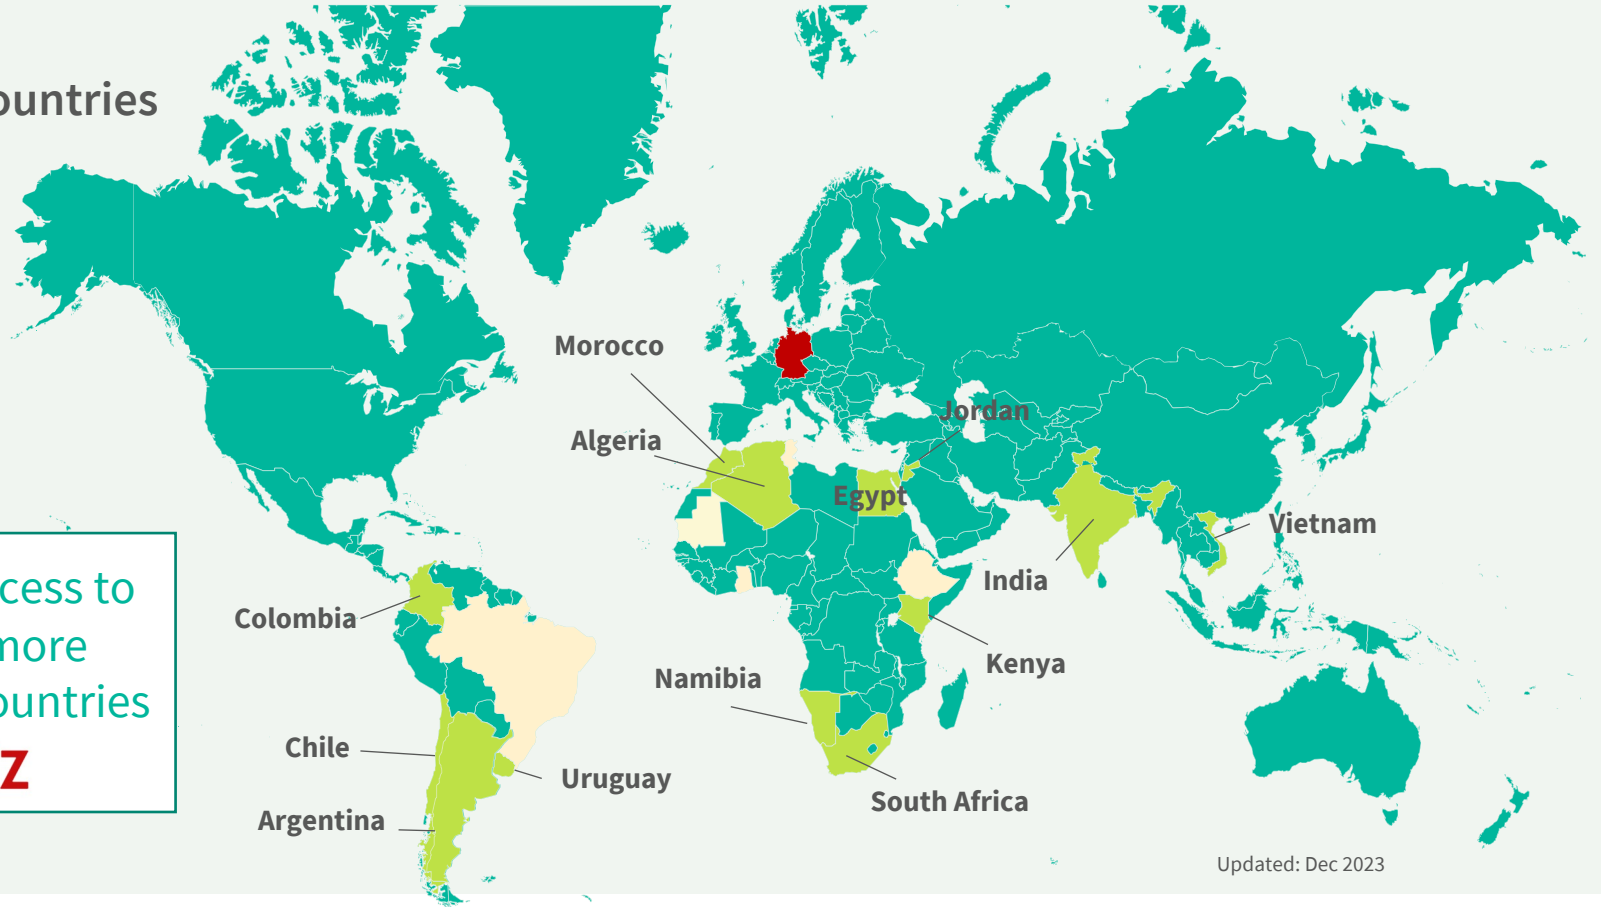 ountries
Morocco
Jordan
Algeria
Egypt
Vietnam
cess to
India
Colombia
more
Kenya
Namibia
ountries
Chile
z
Uruguay
South Africa
Argentina
Updated: Dec 2023